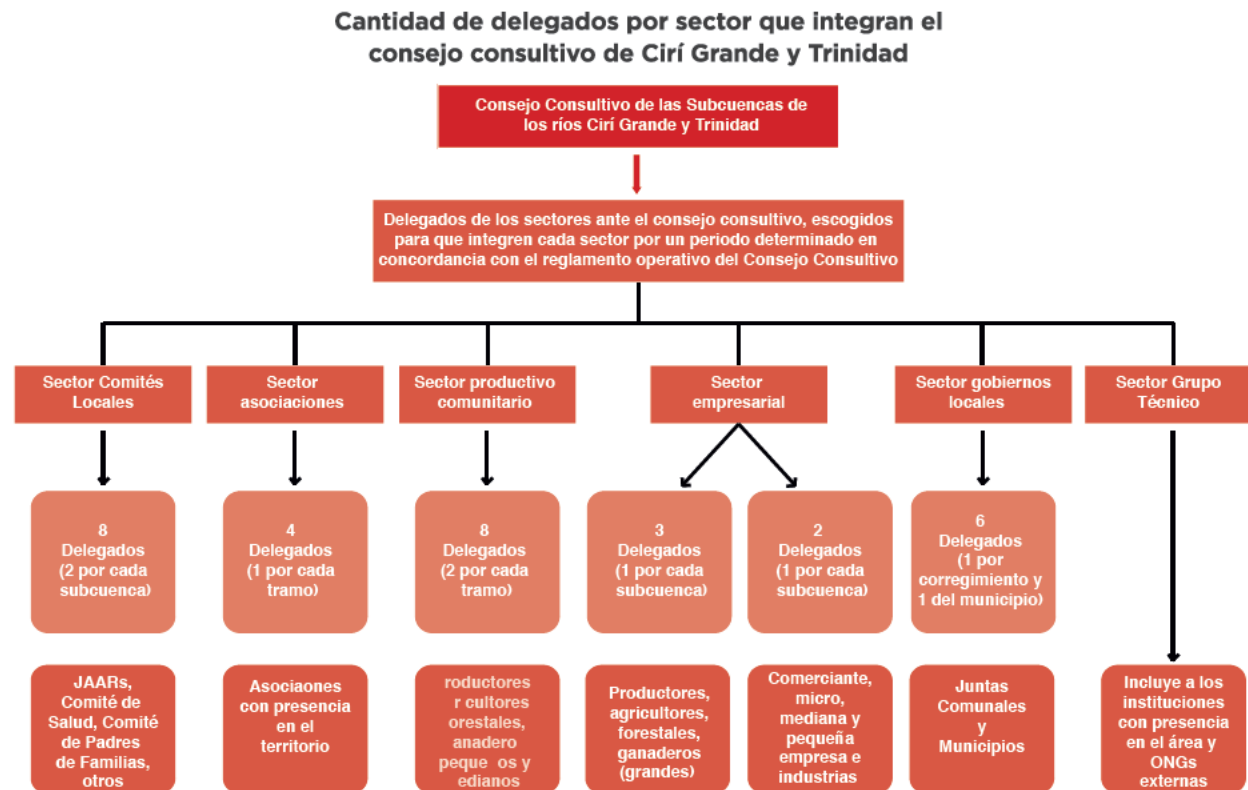 Cantidad de delegados por sector que integran el
consejo consultivo de Cirí Grande y Trinidad
Consejo Consultivo de las Subcuencas de
los ríos Cirí Grande y Trinidad
Delegados de los sectores ante el consejo consultivo, escogidos
para que integren cada sector por un periodo determinado en
concordancia con el reglamento operativo del Consejo Consultivo
Sector Comités
Locales
Sector
asociaciones
Sector productivo
comunitario
Sector
empresarial
Sector gobiernos
locales
Sector Grupo
Técnico
8
Delegados
(2 por cada
subcuenca)
4
Delegados
(1 por cada
tramo)
8
Delegados
(2 por cada
tramo)
3
Delegados
(1 por cada
subcuenca)
2
Delegados
(1 por cada
subcuenca)
6
Delegados
(1 por
corregimiento y
1 del municipio)
JAARs,
Comité de
Salud, Comité
de Padres
de Familias,
otros
Asociaones
con presencia
en el
territorio
roductores
r cultores
orestales,
anadero
peque os y
edianos
Productores,
agricultores,
forestales,
ganaderos
(grandes)
Comerciante,
micro,
mediana y
pequeña
empresa e
industrias
Juntas
Comunales
y
Municipios
Incluye a los
instituciones
con presencia
en el área y
ONGs
externas